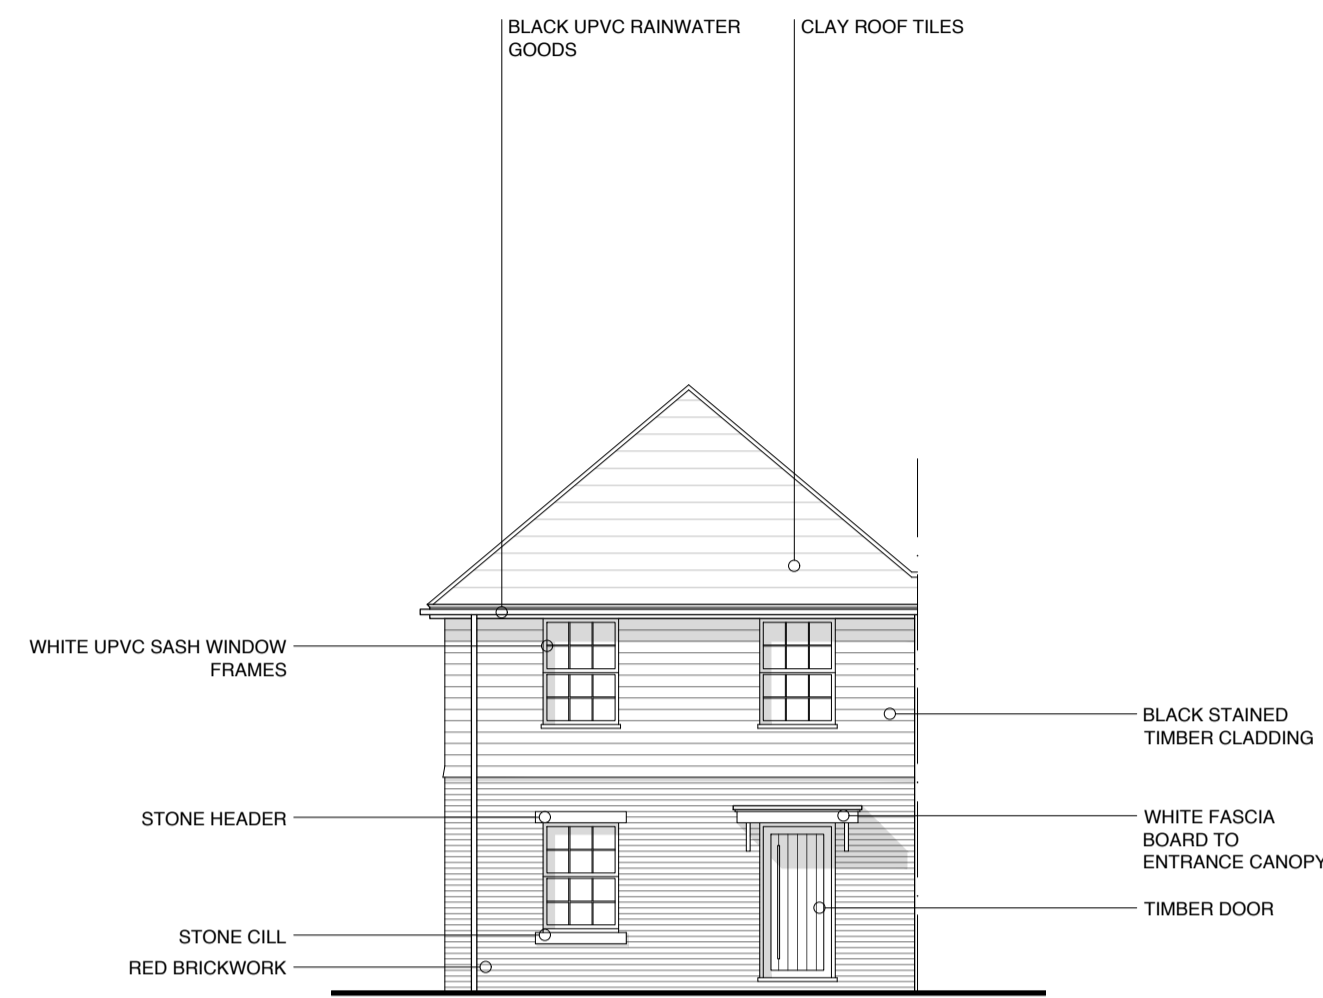 BLACK UPVC RAINWATER
GOODS
CLAY ROOF TILES
WHITE UPVC SASH WINDOW
FRAMES
BLACK STAINED
TIMBER CLADDING
STONE HEADER
WHITE FASCIA
BOARD TO
ENTRANCE CANOPY
TIMBER DOOR
STONE CILL
RED BRICKWORK